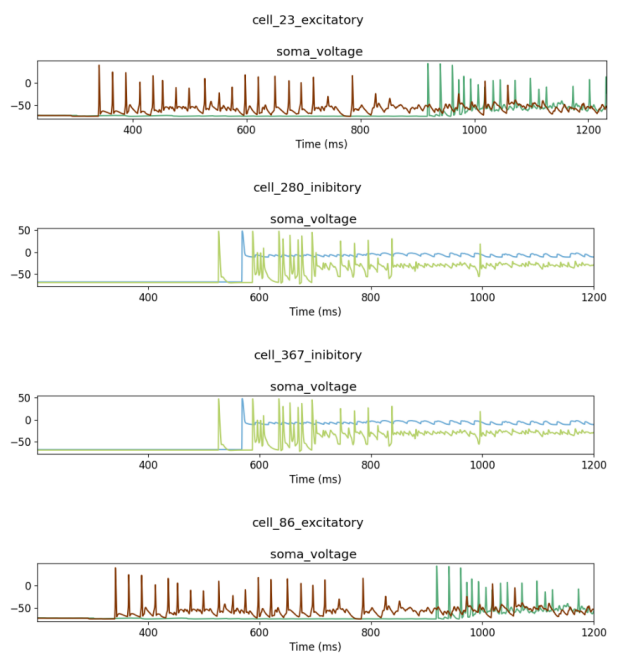 cell_23_excitatory
soma_voltage
0
−50
400 600 800 1000 1200
Time (ms)
cell_280_inibitory
soma_voltage
50
0
−50
400 600 800 1000 1200
Time (ms)
cell_367_inibitory
soma_voltage
50
0
−50
400 600 800 1000 1200
Time (ms)
cell_86_excitatory
soma_voltage
0
−50
400 600 800 1000 1200
Time (ms)